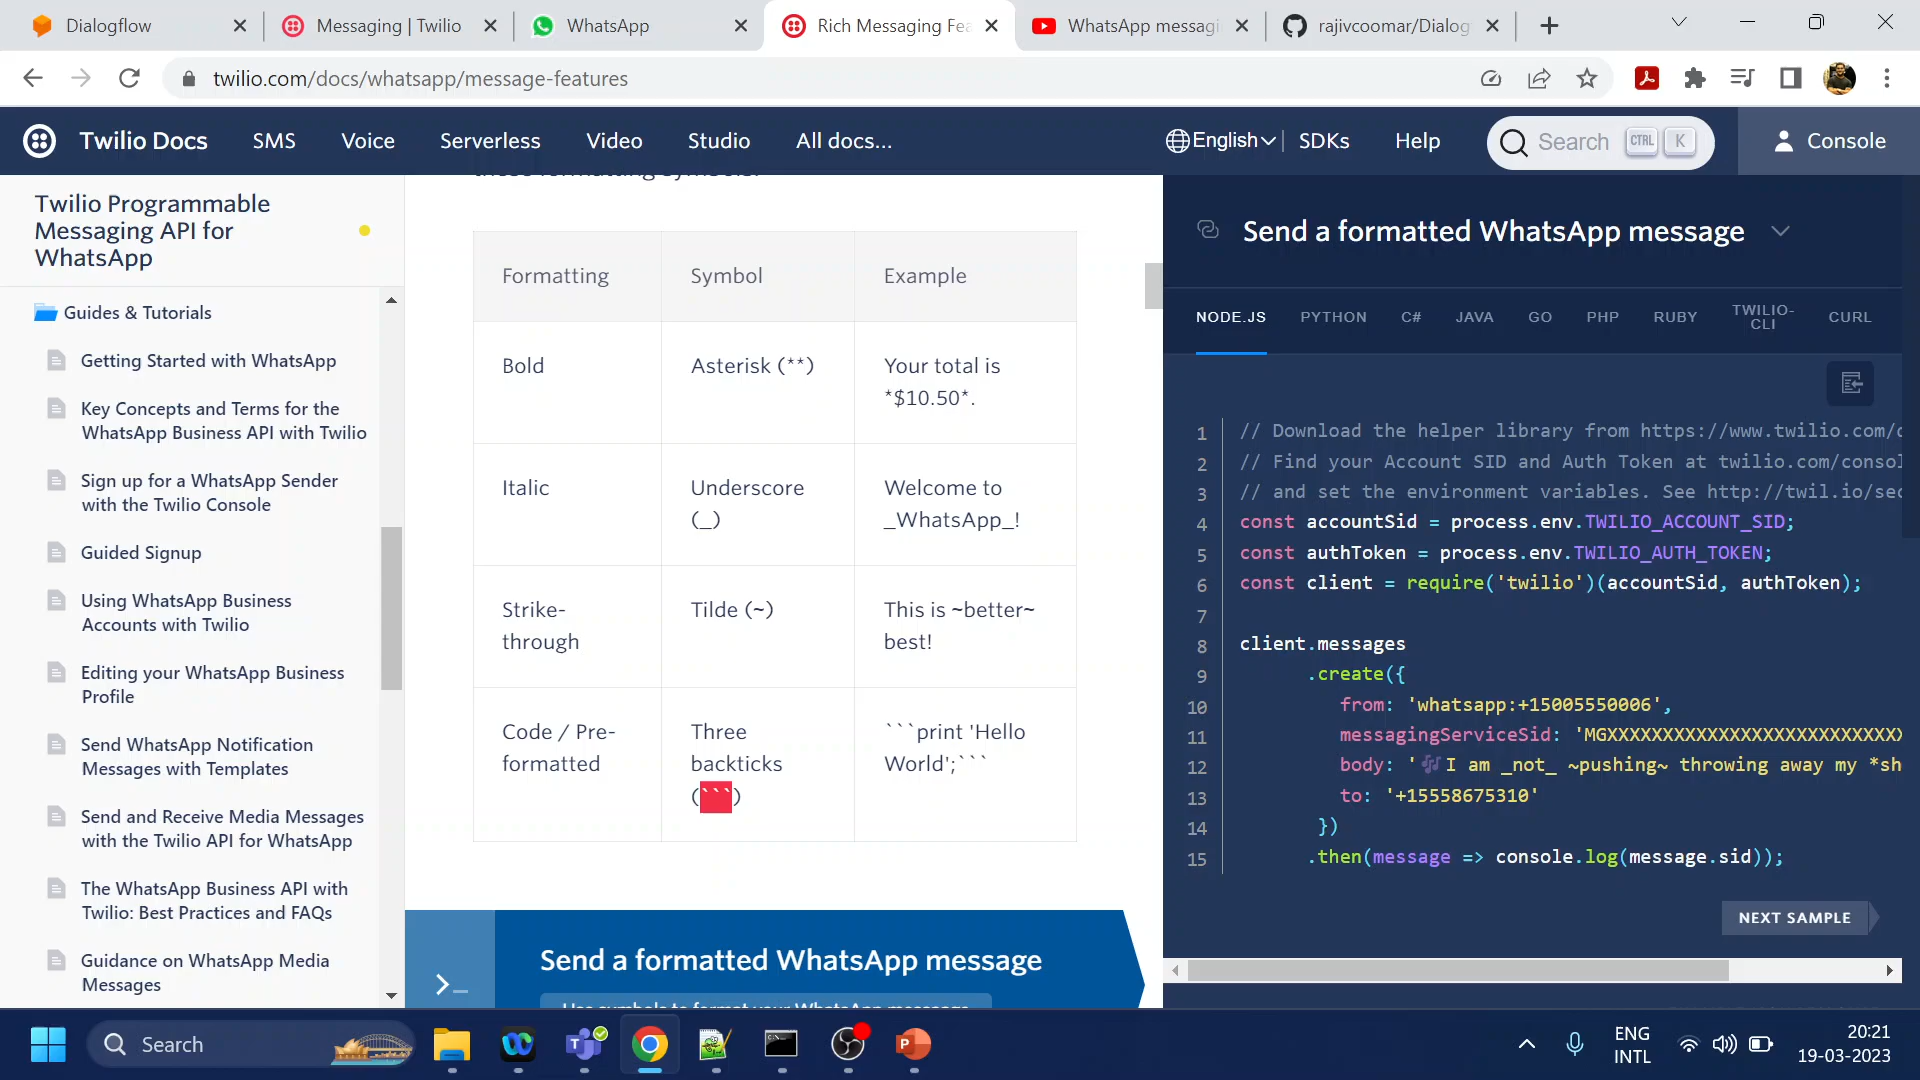 Dialogflow
Messaging | Twilio
WhatsApp
Rich Messaging Fea
WhatsApp messagi
rajivcoomar/Dialog
twilio.com/docs/whatsapp/message-features
Twilio Docs
SMS
Voice
Serverless
Video
Studio
All docs...
English
SDKs
Help
Search
CTRL
K
Console
Twilio Programmable
Messaging API for
WhatsApp
Guides & Tutorials
Getting Started with WhatsApp
Key Concepts and Terms for the
WhatsApp Business API with Twilio
Sign up for a WhatsApp Sender
with the Twilio Console
Guided Signup
Using WhatsApp Business
Accounts with Twilio
Editing your WhatsApp Business
Profile
Send WhatsApp Notification
Messages with Templates
Send and Receive Media Messages
with the Twilio API for WhatsApp
The WhatsApp Business API with
Twilio: Best Practices and FAQs
Guidance on WhatsApp Media
Messages
these formatting symbols:
Formatting
Symbol
Example
Bold
Asterisk (**)
Your total is
*$10.50*.
Italic
Underscore
(_)
Welcome to
_WhatsApp_!
Strike-
through
Tilde (~)
This is ~better~
best!
Code / Pre-
formatted
Three
backticks
(```)
```print 'Hello
World';```
Send a formatted WhatsApp message
Send a formatted WhatsApp message
NODE.JS
PYTHON
C#
JAVA
GO
PHP
RUBY
TWILIO-
CLI
CURL
1 // Download the helper library from https://www.twilio.com/
2 // Find your Account SID and Auth Token at twilio.com/consol
3 // and set the environment variables. See http://twil.io/sec
4 const accountSid = process.env.TWILIO_ACCOUNT_SID;
5 const authToken = process.env.TWILIO_AUTH_TOKEN;
6 const client = require('twilio')(accountSid, authToken);
7
8 client.messages
9 .create({
10 from: 'whatsapp:+15005550006',
11 messagingServiceSid: 'MGXXXXXXXXXXXXXXXXXXXXXXXXXXX
12 body: '🎶I am _not_ ~pushing~ throwing away my *sh
13 to: '+15558675310'
14 })
15 .then(message => console.log(message.sid));
NEXT SAMPLE
Search
ENG
INTL
20:21
19-03-2023